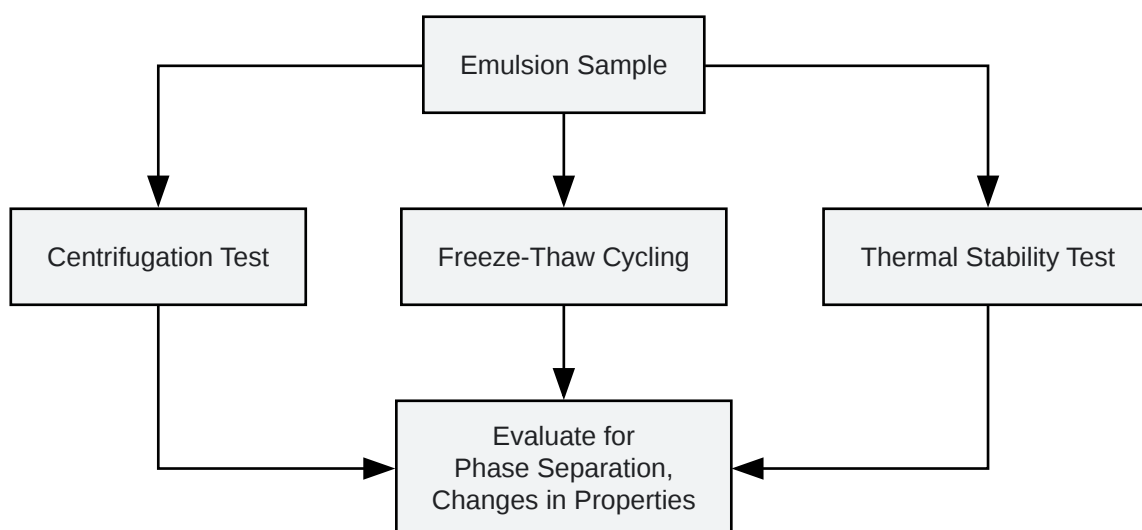 Emulsion Sample
Centrifugation Test
Freeze-Thaw Cycling
Thermal Stability Test
Evaluate for
Phase Separation,
Changes in Properties